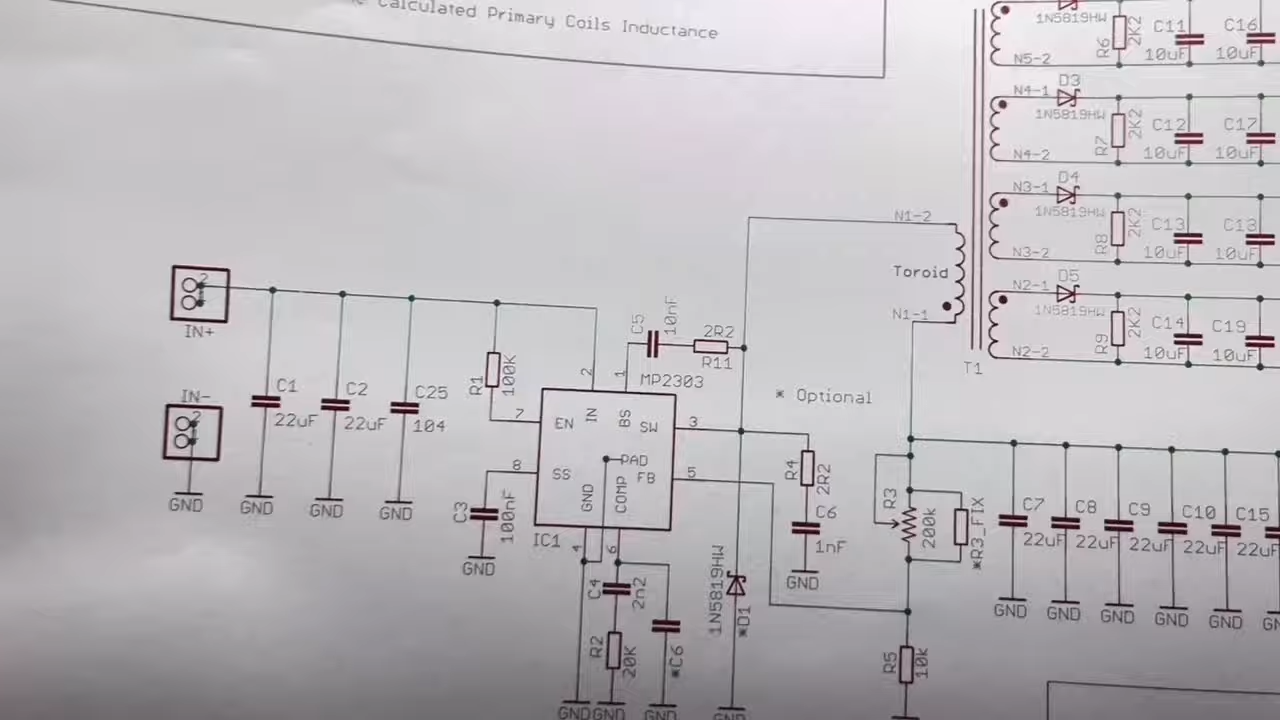 Calculated Primary Coils Inductance
1N5819HW
R6
2K2
C11
10uF
C16
10uF
N5-2
N4-1
D3
1N5819HW
R7
2K2
C12
10uF
C17
10uF
N4-2
N3-1
D4
1N5819HW
R8
2K2
C13
10uF
C13
10uF
N3-2
N2-1
D5
1N5819HW
R9
2K2
C14
10uF
C19
10uF
N2-2
N1-2
Toroid
N1-1
T1
2
IN+
IN-
2
GND
C1
22uF
GND
C2
22uF
GND
C25
104
GND
R1
100K
C5
10nF
2R2
R11
MP2303
2
1
7
EN
IN
BS
SW
3
8
SS
PAD
FB
5
GND
COMP
IC1
4
6
C3
100nF
GND
* Optional
R4
2R2
C6
1nF
GND
C4
2n2
R2
20K
*C6
GND
GND
GND
1N5819HW
*D1
GND
R3
200k
*R3_FIX
R5
10k
C7
22uF
GND
C8
22uF
GND
C9
22uF
GND
C10
22uF
GND
C15
22uF
GND